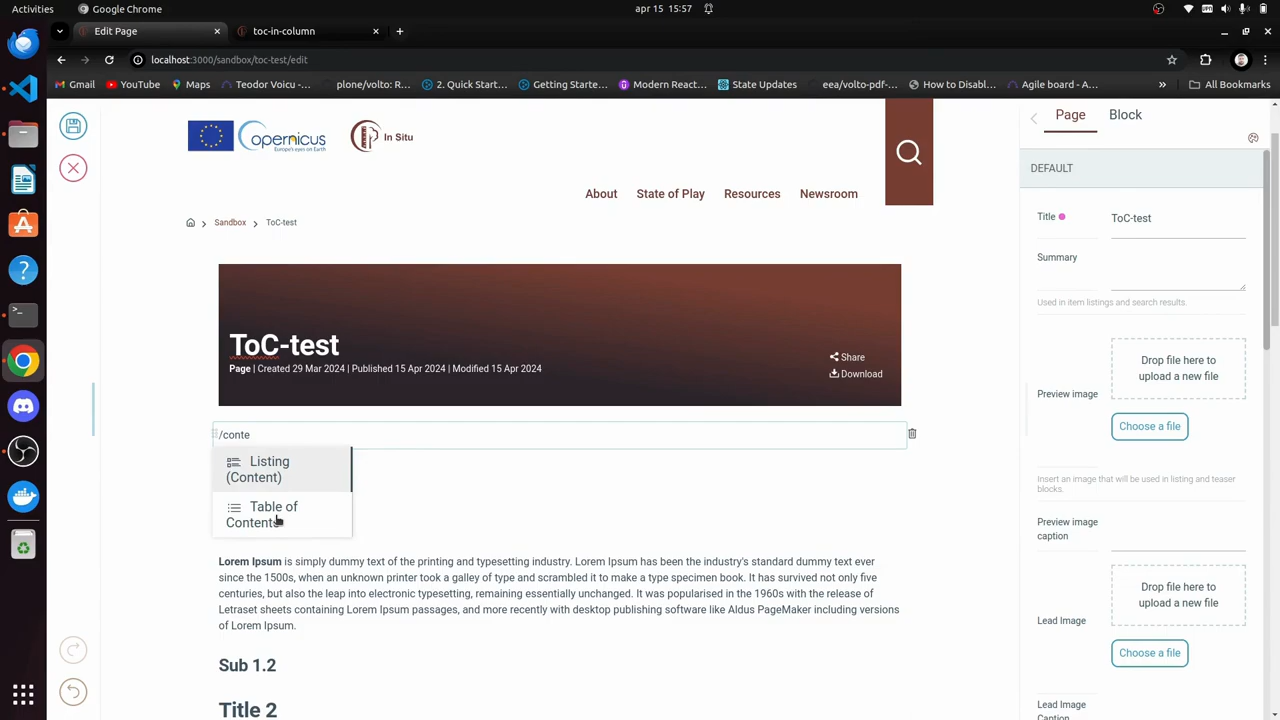 Activities
Google Chrome
apr 15 15:57
Edit Page
toc-in-column
localhost:3000/sandbox/toc-test/edit
Gmail
YouTube
Maps
Teodor Voicu -...
plone/volto: R...
2. Quick Start...
Getting Starte...
Modern React...
State Updates
eea/volto-pdf-...
How to Disabl...
Agile board - A...
»
All Bookmarks
opernicus
Europe's eyes on Earth
In Situ
About
State of Play
Resources
Newsroom
Sandbox
ToC-test
ToC-test
Page | Created 29 Mar 2024 | Published 15 Apr 2024 | Modified 15 Apr 2024
Share
Download
/conte
Listing
(Content)
Table of
Contents
Lorem Ipsum is simply dummy text of the printing and typesetting industry. Lorem Ipsum has been the industry's standard dummy text ever
since the 1500s, when an unknown printer took a galley of type and scrambled it to make a type specimen book. It has survived not only five
centuries, but also the leap into electronic typesetting, remaining essentially unchanged. It was popularised in the 1960s with the release of
Letraset sheets containing Lorem Ipsum passages, and more recently with desktop publishing software like Aldus PageMaker including versions
of Lorem Ipsum.
Sub 1.2
Title 2
Page
Block
DEFAULT
Title
ToC-test
Summary
Used in item listings and search results.
Preview image
Drop file here to
upload a new file
Choose a file
Insert an image that will be used in listing and teaser
blocks.
Preview image
caption
Lead Image
Drop file here to
upload a new file
Choose a file
Lead Image
Caption